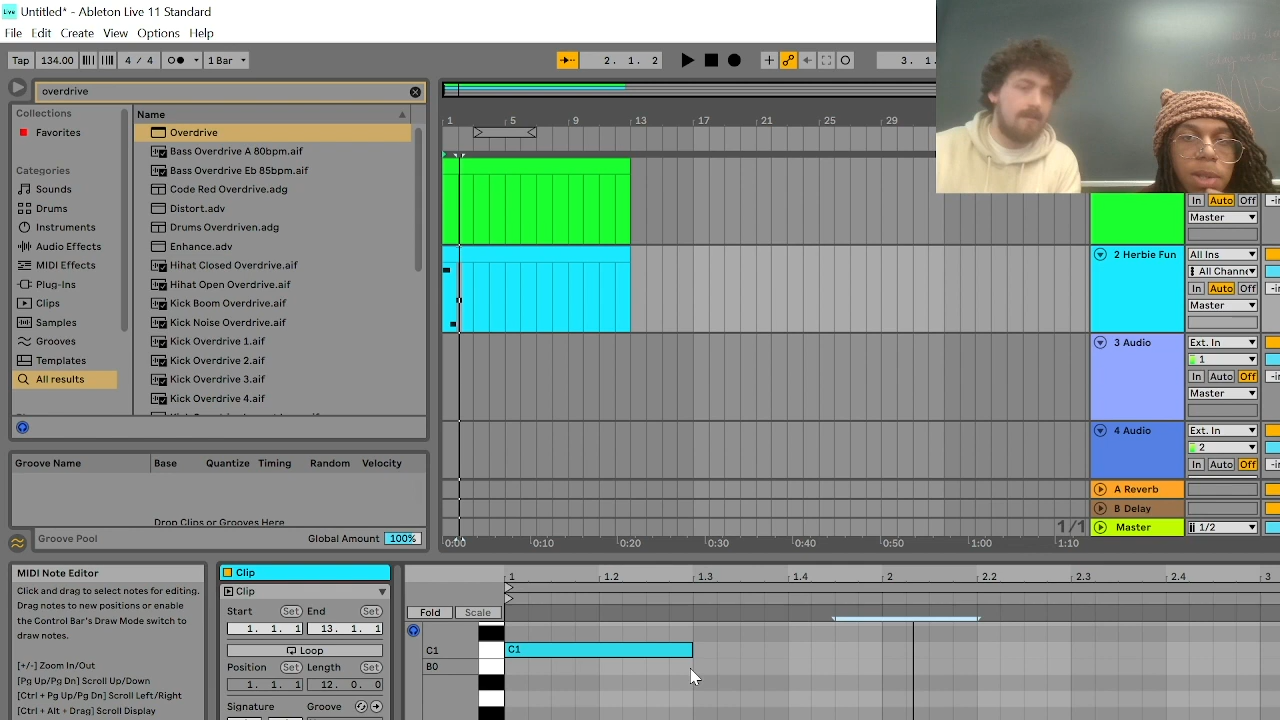 Live Untitled* - Ableton Live 11 Standard
File Edit Create View Options Help
Tap 134.00 4 / 4 1 Bar 2. 1. 2 3. 1.
overdrive
Collections
Favorites
Categories
Sounds
Drums
Instruments
Audio Effects
MIDI Effects
Plug-Ins
Clips
Samples
Grooves
Templates
All results
Name
Overdrive
Bass Overdrive A 80bpm.aif
Bass Overdrive Eb 85bpm.aif
Code Red Overdrive.adg
Distort.adv
Drums Overdriven.adg
Enhance.adv
Hihat Closed Overdrive.aif
Hihat Open Overdrive.aif
Kick Boom Overdrive.aif
Kick Noise Overdrive.aif
Kick Overdrive 1.aif
Kick Overdrive 2.aif
Kick Overdrive 3.aif
Kick Overdrive 4.aif
1 5 9 13 17 21 25 29
In Auto Off
Master
2 Herbie Fun All Ins
All Channe
In Auto Off
Master
3 Audio Ext. In
1
In Auto Off
Master
4 Audio Ext. In
2
In Auto Off
A Reverb
B Delay
1/1 Master 1/2
0:00 0:10 0:20 0:30 0:40 0:50 1:00 1:10
Groove Name Base Quantize Timing Random Velocity
Drop Clips or Grooves Here
Groove Pool Global Amount 100%
MIDI Note Editor
Click and drag to select notes for editing.
Drag notes to new positions or enable
the Control Bar's Draw Mode switch to
draw notes.
[+/-] Zoom In/Out
[Pg Up/Pg Dn] Scroll Up/Down
[Ctrl + Pg Up/Pg Dn] Scroll Left/Right
[Ctrl + Alt + Drag] Scroll Display
Clip
Clip
Start Set End Set
1. 1. 1 13. 1. 1
Loop
Position Set Length Set
1. 1. 1 12. 0. 0
Signature Groove
1 1.2 1.3 1.4 2 2.2 2.3 2.4 3
Fold Scale
C1 C1
B0